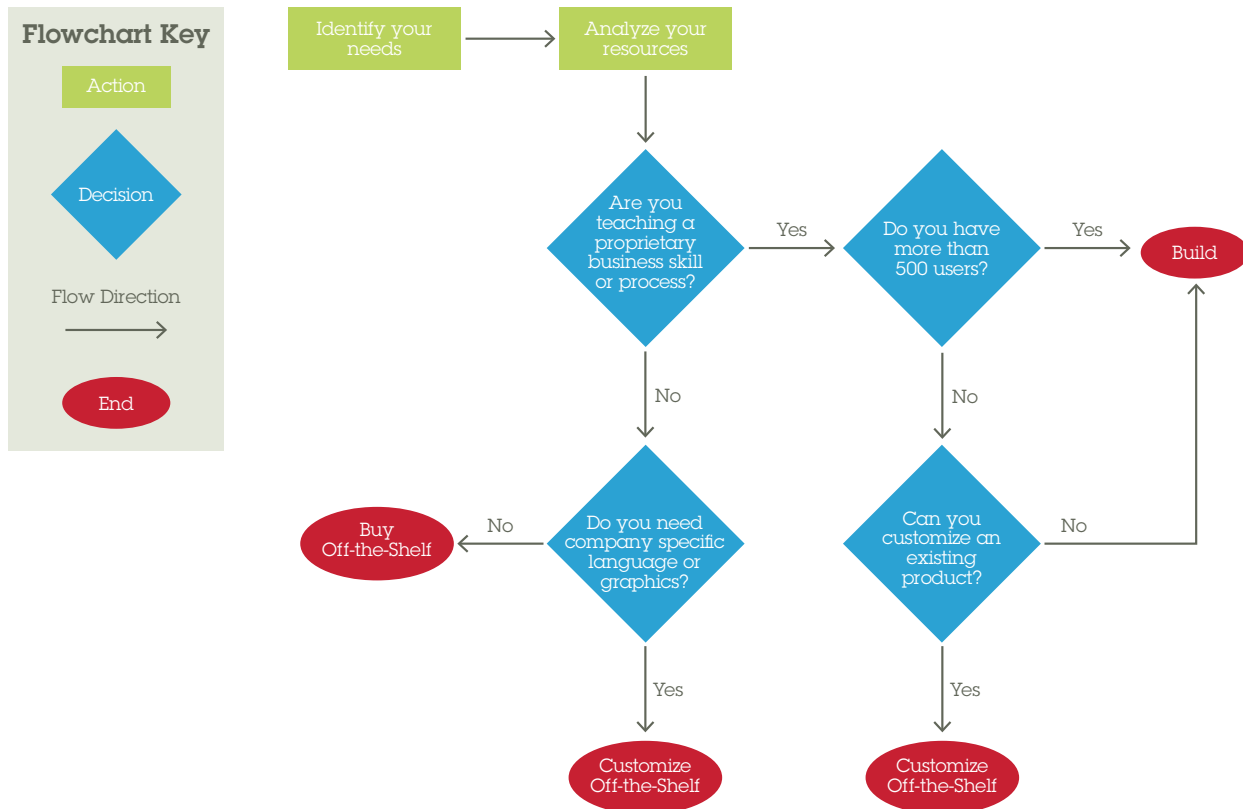 Flowchart Key
Action
Decision
Flow Direction
End
Identify your
needs
Analyze your
resources
Are you
teaching a
proprietary
business skill
or process?
Yes
Do you have
more than
500 users?
Yes
Build
No
No
Buy
Off-the-Shelf
No
Do you need
company specific
language or
graphics?
Can you
customize an
existing
product?
No
Yes
Yes
Customize
Off-the-Shelf
Customize
Off-the-Shelf